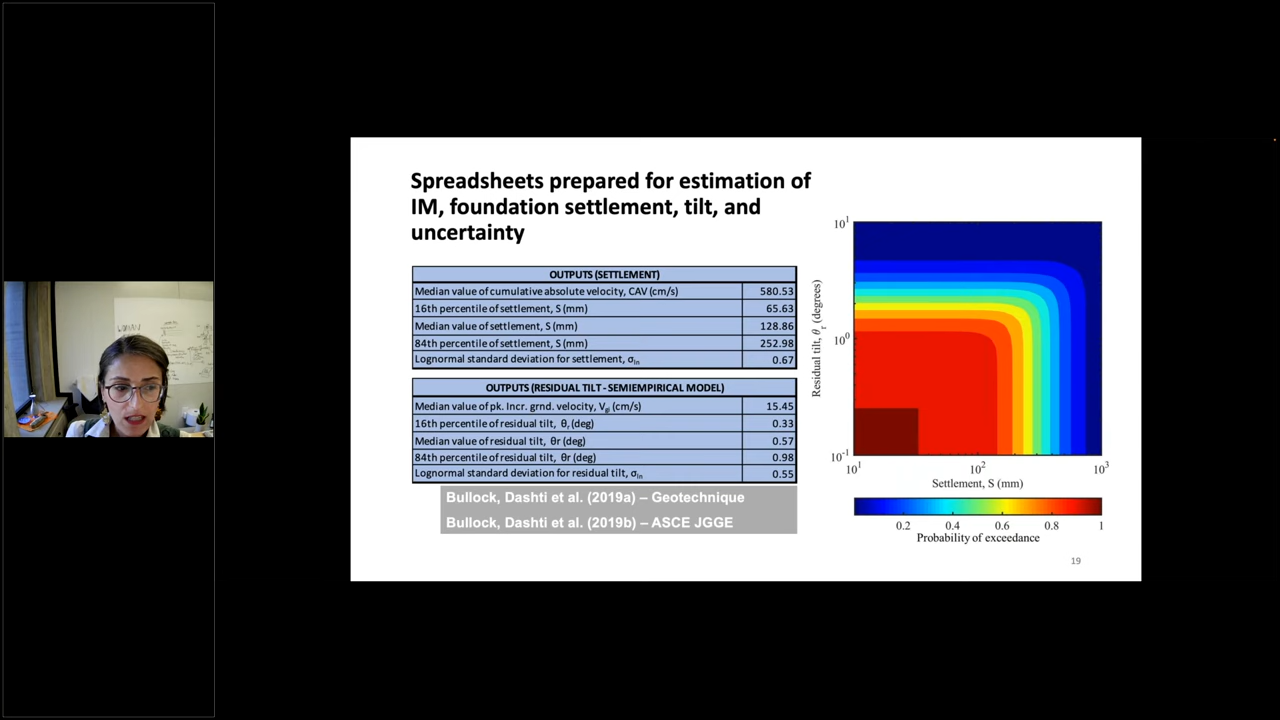 Spreadsheets prepared for estimation of
IM, foundation settlement, tilt, and
uncertainty
OUTPUTS (SETTLEMENT)
Median value of cumulative absolute velocity, CAV (cm/s) 580.53
16th percentile of settlement, S (mm) 65.63
Median value of settlement, S (mm) 128.86
84th percentile of settlement, S (mm) 252.98
Lognormal standard deviation for settlement, σln 0.67
OUTPUTS (RESIDUAL TILT - SEMIEMPIRICAL MODEL)
Median value of pk. Incr. grnd. velocity, Vgi (cm/s) 15.45
16th percentile of residual tilt, θr (deg) 0.33
Median value of residual tilt, θr (deg) 0.57
84th percentile of residual tilt, θr (deg) 0.98
Lognormal standard deviation for residual tilt, σln 0.55
Bullock, Dashti et al. (2019a) – Geotechnique
Bullock, Dashti et al. (2019b) – ASCE JGGE
10^1
10^0
10^-1
Residual tilt, θr (degrees)
10^1 10^2 10^3
Settlement, S (mm)
0.2 0.4 0.6 0.8 1
Probability of exceedance
19